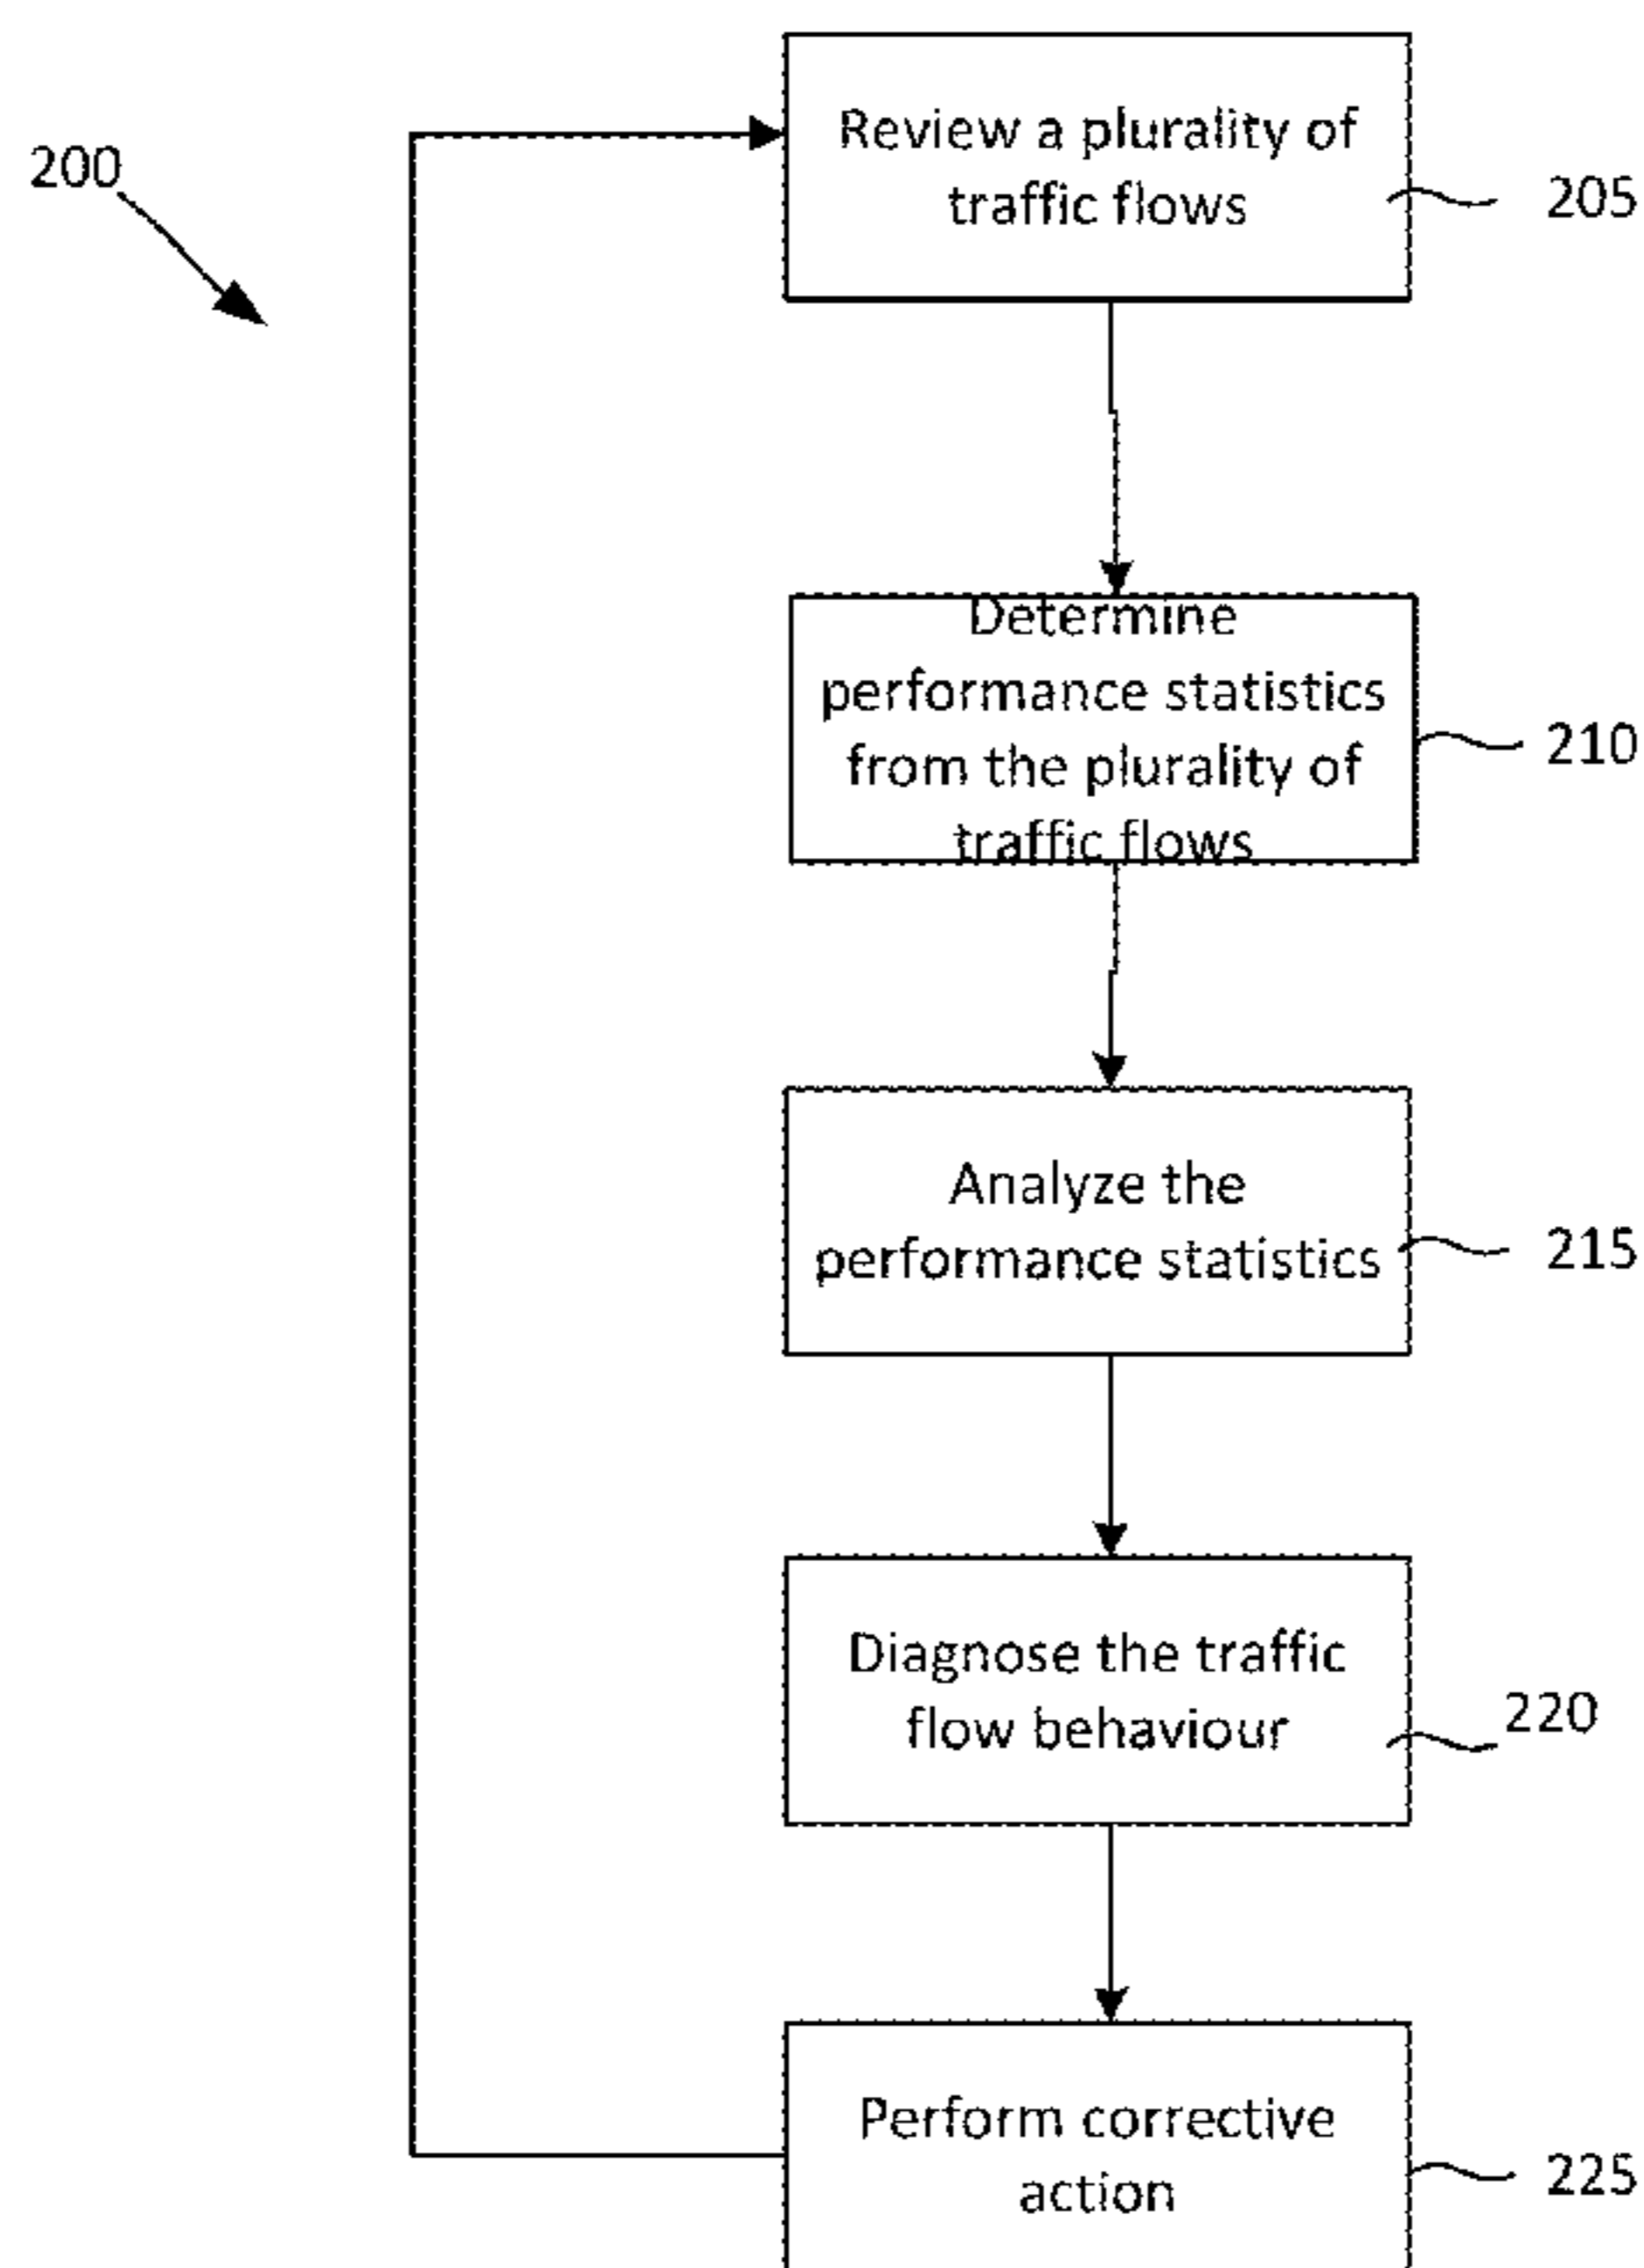 200
Review a plurality of
traffic flows
205
Determine
performance statistics
from the plurality of
traffic flows
210
Analyze the
performance statistics
215
Diagnose the traffic
flow behaviour
220
Perform corrective
action
225